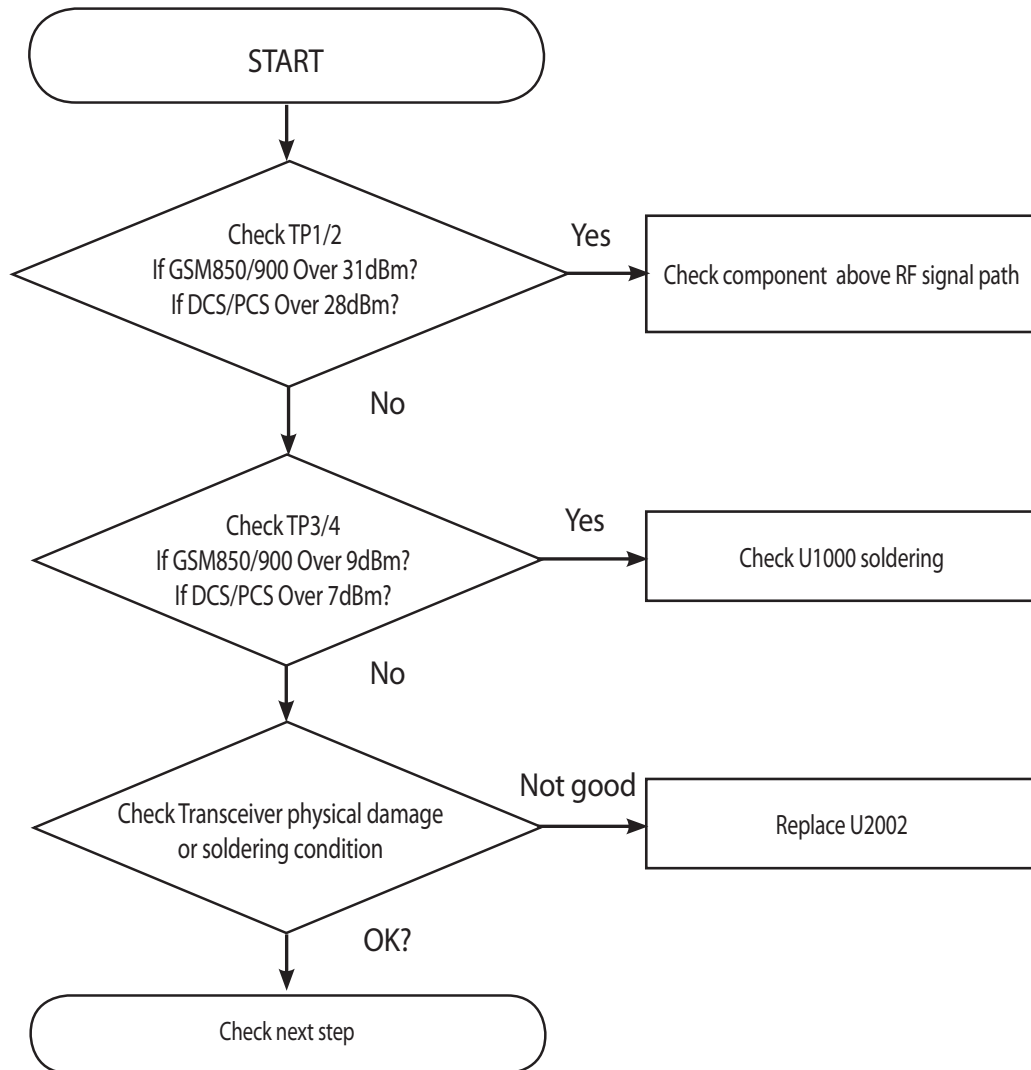 START
Check TP1/2
If GSM850/900 Over 31dBm?
If DCS/PCS Over 28dBm?
Yes
Check component above RF signal path
No
Check TP3/4
If GSM850/900 Over 9dBm?
If DCS/PCS Over 7dBm?
Yes
Check U1000 soldering
No
Check Transceiver physical damage
or soldering condition
Not good
Replace U2002
OK?
Check next step